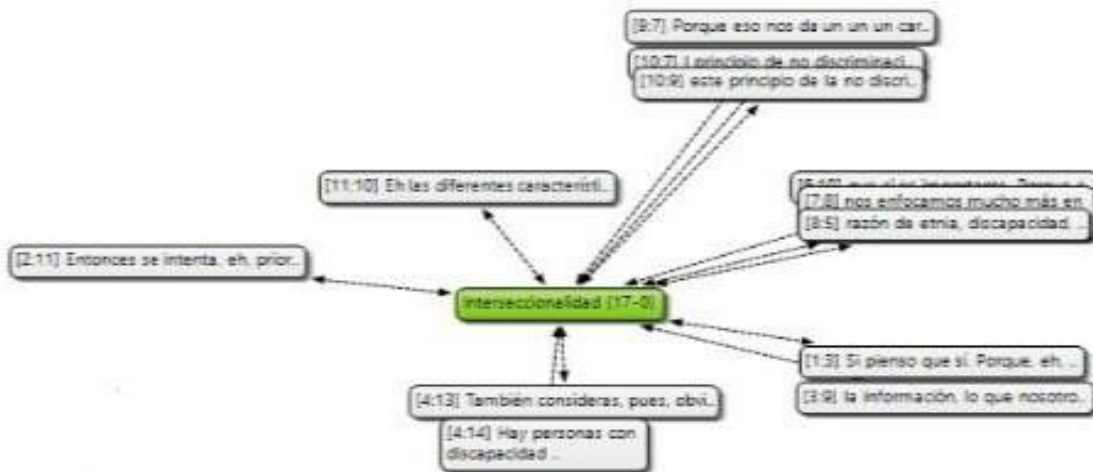 [9:7] Porque eso nos da un un un car..
[10:7] l principio de no discriminaci..
[10:9] este principio de la no discri..
[11:10] Eh las diferentes característi..
[7:8] nos enfocamos mucho más en
[8:5] razón de etnia, discapacidad, ..
[2:11] Entonces se intenta, eh, prior..
Interseccionalidad {17-0}
[1:3] Si pienso que sí. Porque, eh, ..
[3:9] la información, lo que nosotro..
[4:13] También consideras, pues, obvi..
[4:14] Hay personas con
discapacidad ..